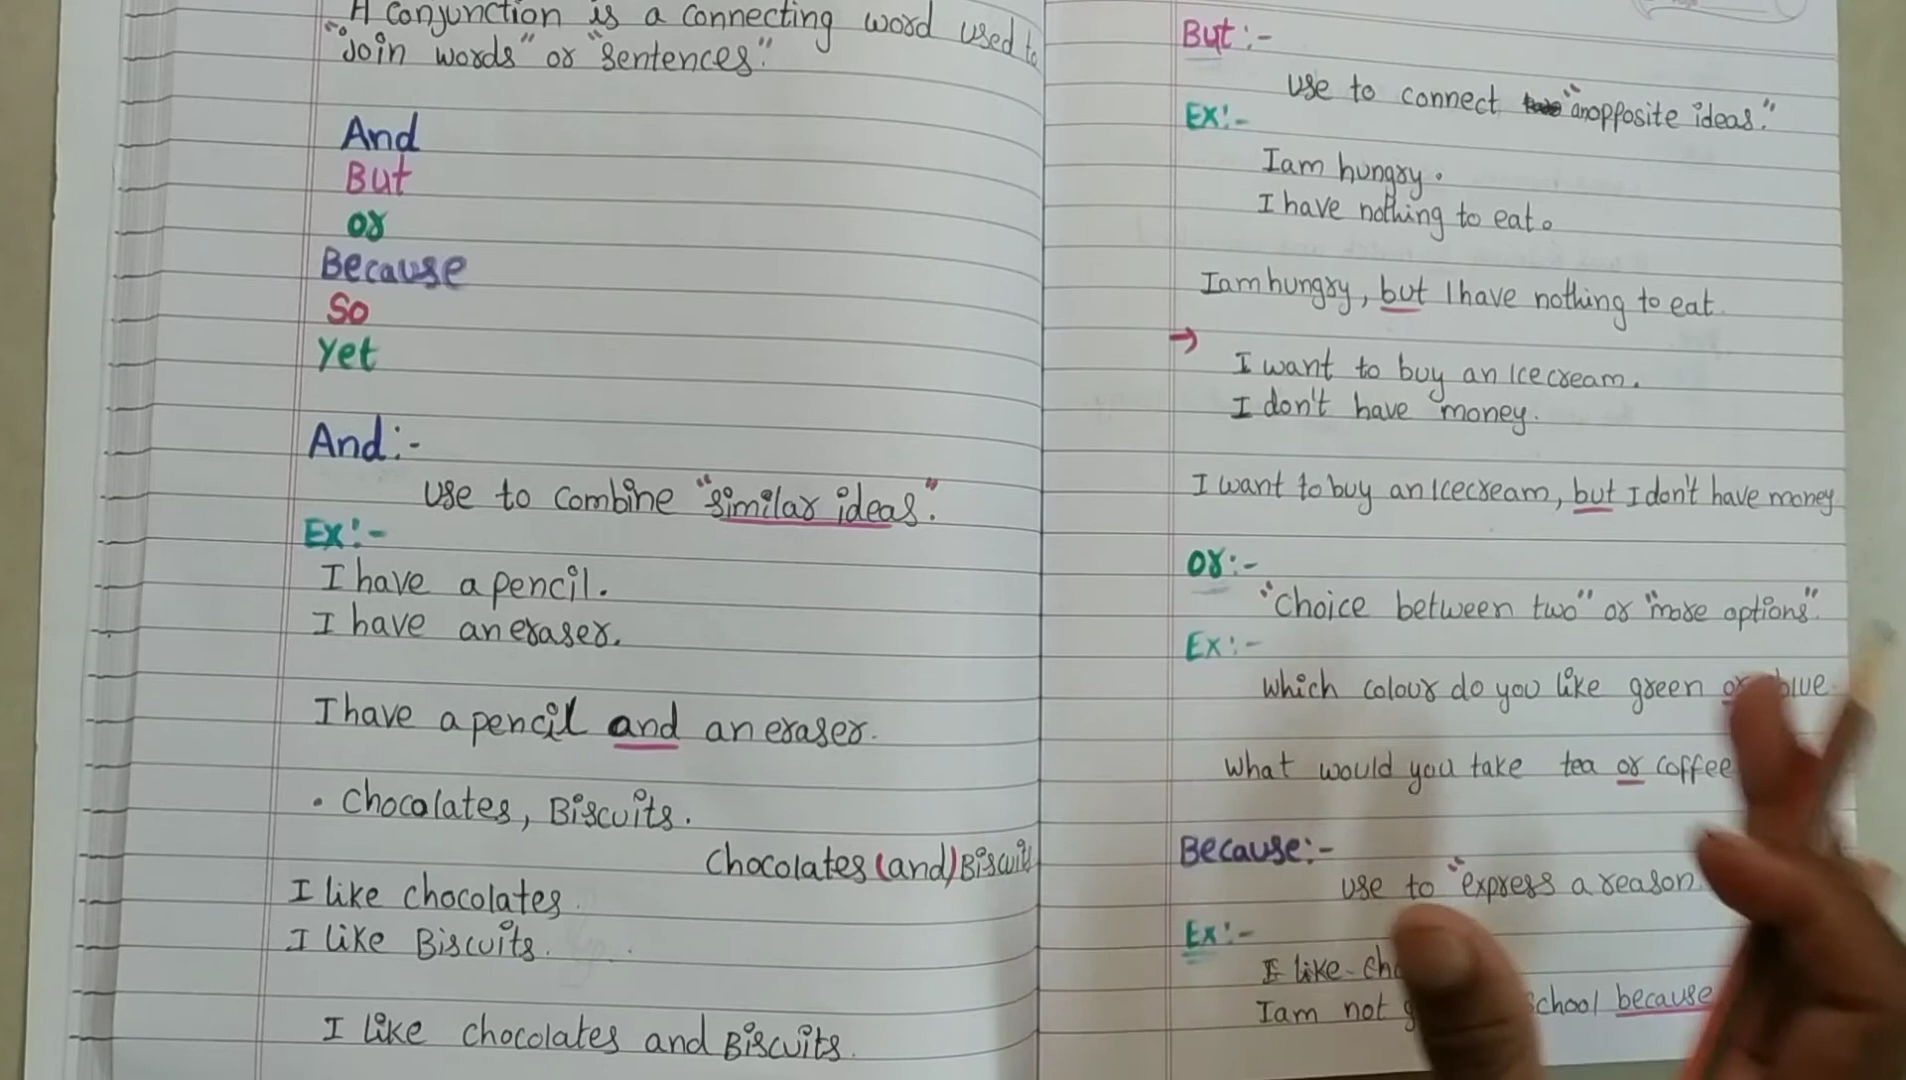 A conjunction is a connecting word used to
"Join words" or "sentences."
And
But
or
Because
So
Yet
And:-
use to combine "similar ideas".
Ex:-
I have a pencil.
I have an eraser.
I have a pencil and an eraser.
. chocolates, Biscuits.
chocolates (and) Biscuit
I like chocolates
I like Biscuits.
I like chocolates and Biscuits.
But:-
use to connect "anopposite ideas."
Ex:-
I am hungry.
I have nothing to eat.
I am hungry, but I have nothing to eat.
→
I want to buy an Icecream.
I don't have money.
I want to buy an Icecream, but I don't have money
or:-
"choice between two" or "more options".
Ex:-
which colour do you like green or blue.
what would you take tea or coffee
Because:-
use to "express a reason
Ex:-
I like
I am not school because